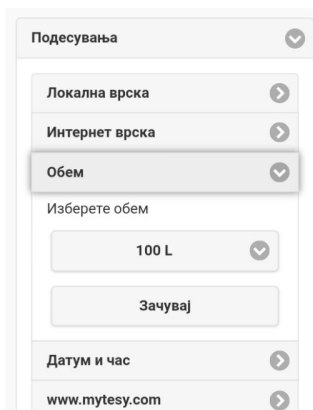 Подесувања
Локална врска
Интернет врска
Обем
Изберете обем
100 L
Зачувај
Датум и час
www.mytesy.com